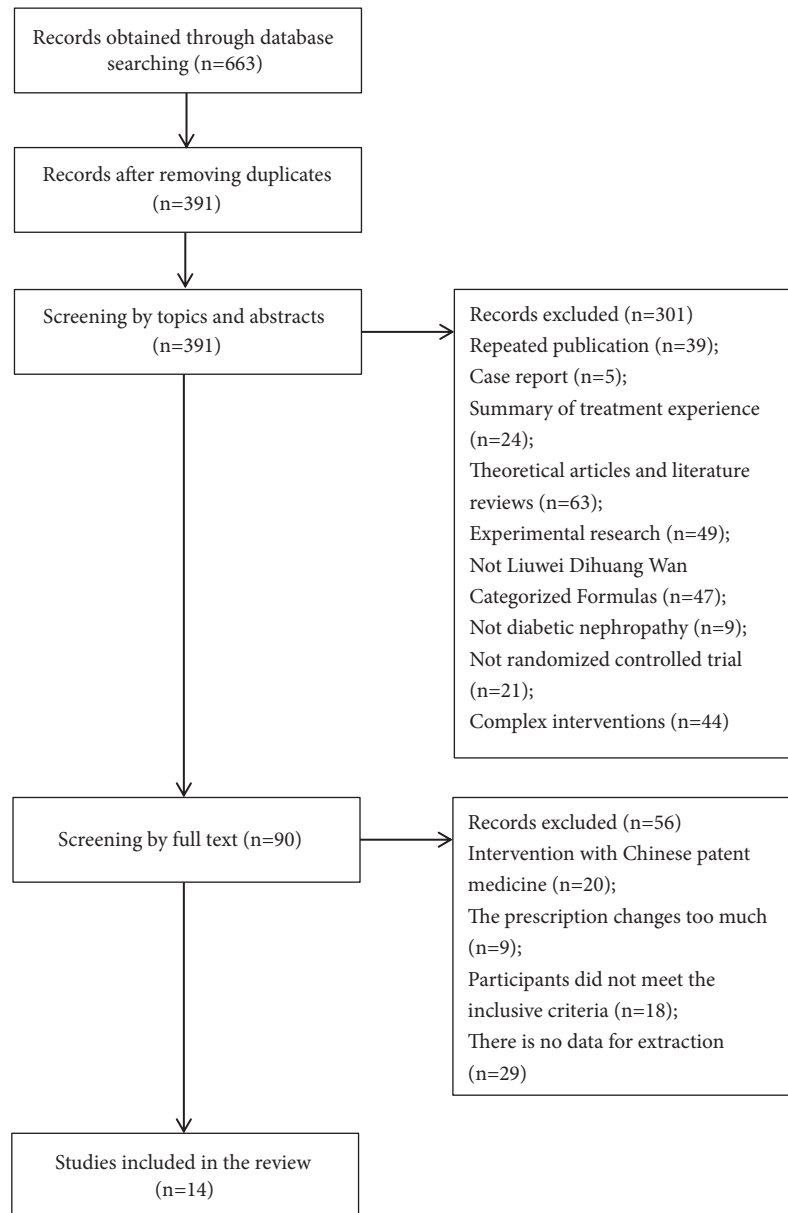 Records obtained through database
searching (n=663)
Records after removing duplicates
(n=391)
Screening by topics and abstracts
(n=391)
Records excluded (n=301)
Repeated publication (n=39);
Case report (n=5);
Summary of treatment experience
(n=24);
Theoretical articles and literature
reviews (n=63);
Experimental research (n=49);
Not Liuwei Dihuang Wan
Categorized Formulas (n=47);
Not diabetic nephropathy (n=9);
Not randomized controlled trial
(n=21);
Complex interventions (n=44)
Screening by full text (n=90)
Records excluded (n=56)
Intervention with Chinese patent
medicine (n=20);
The prescription changes too much
(n=9);
Participants did not meet the
inclusive criteria (n=18);
There is no data for extraction
(n=29)
Studies included in the review
(n=14)